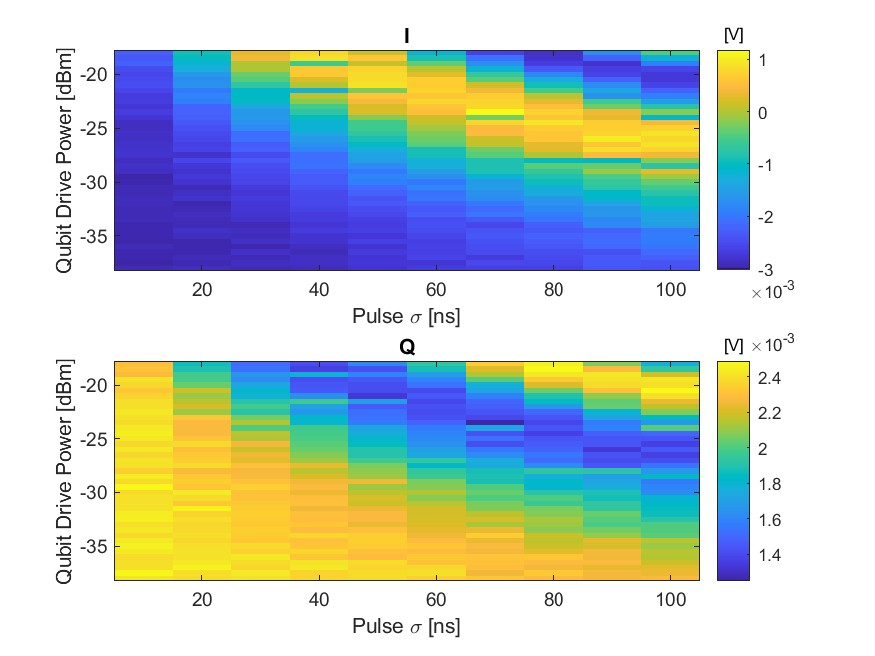 I
[V]
Qubit Drive Power [dBm]
-20
-25
-30
-35
20 40 60 80 100
Pulse σ [ns]
1
0
-1
-2
-3
×10-3
Q
[V] ×10-3
Qubit Drive Power [dBm]
-20
-25
-30
-35
20 40 60 80 100
Pulse σ [ns]
2.4
2.2
2
1.8
1.6
1.4